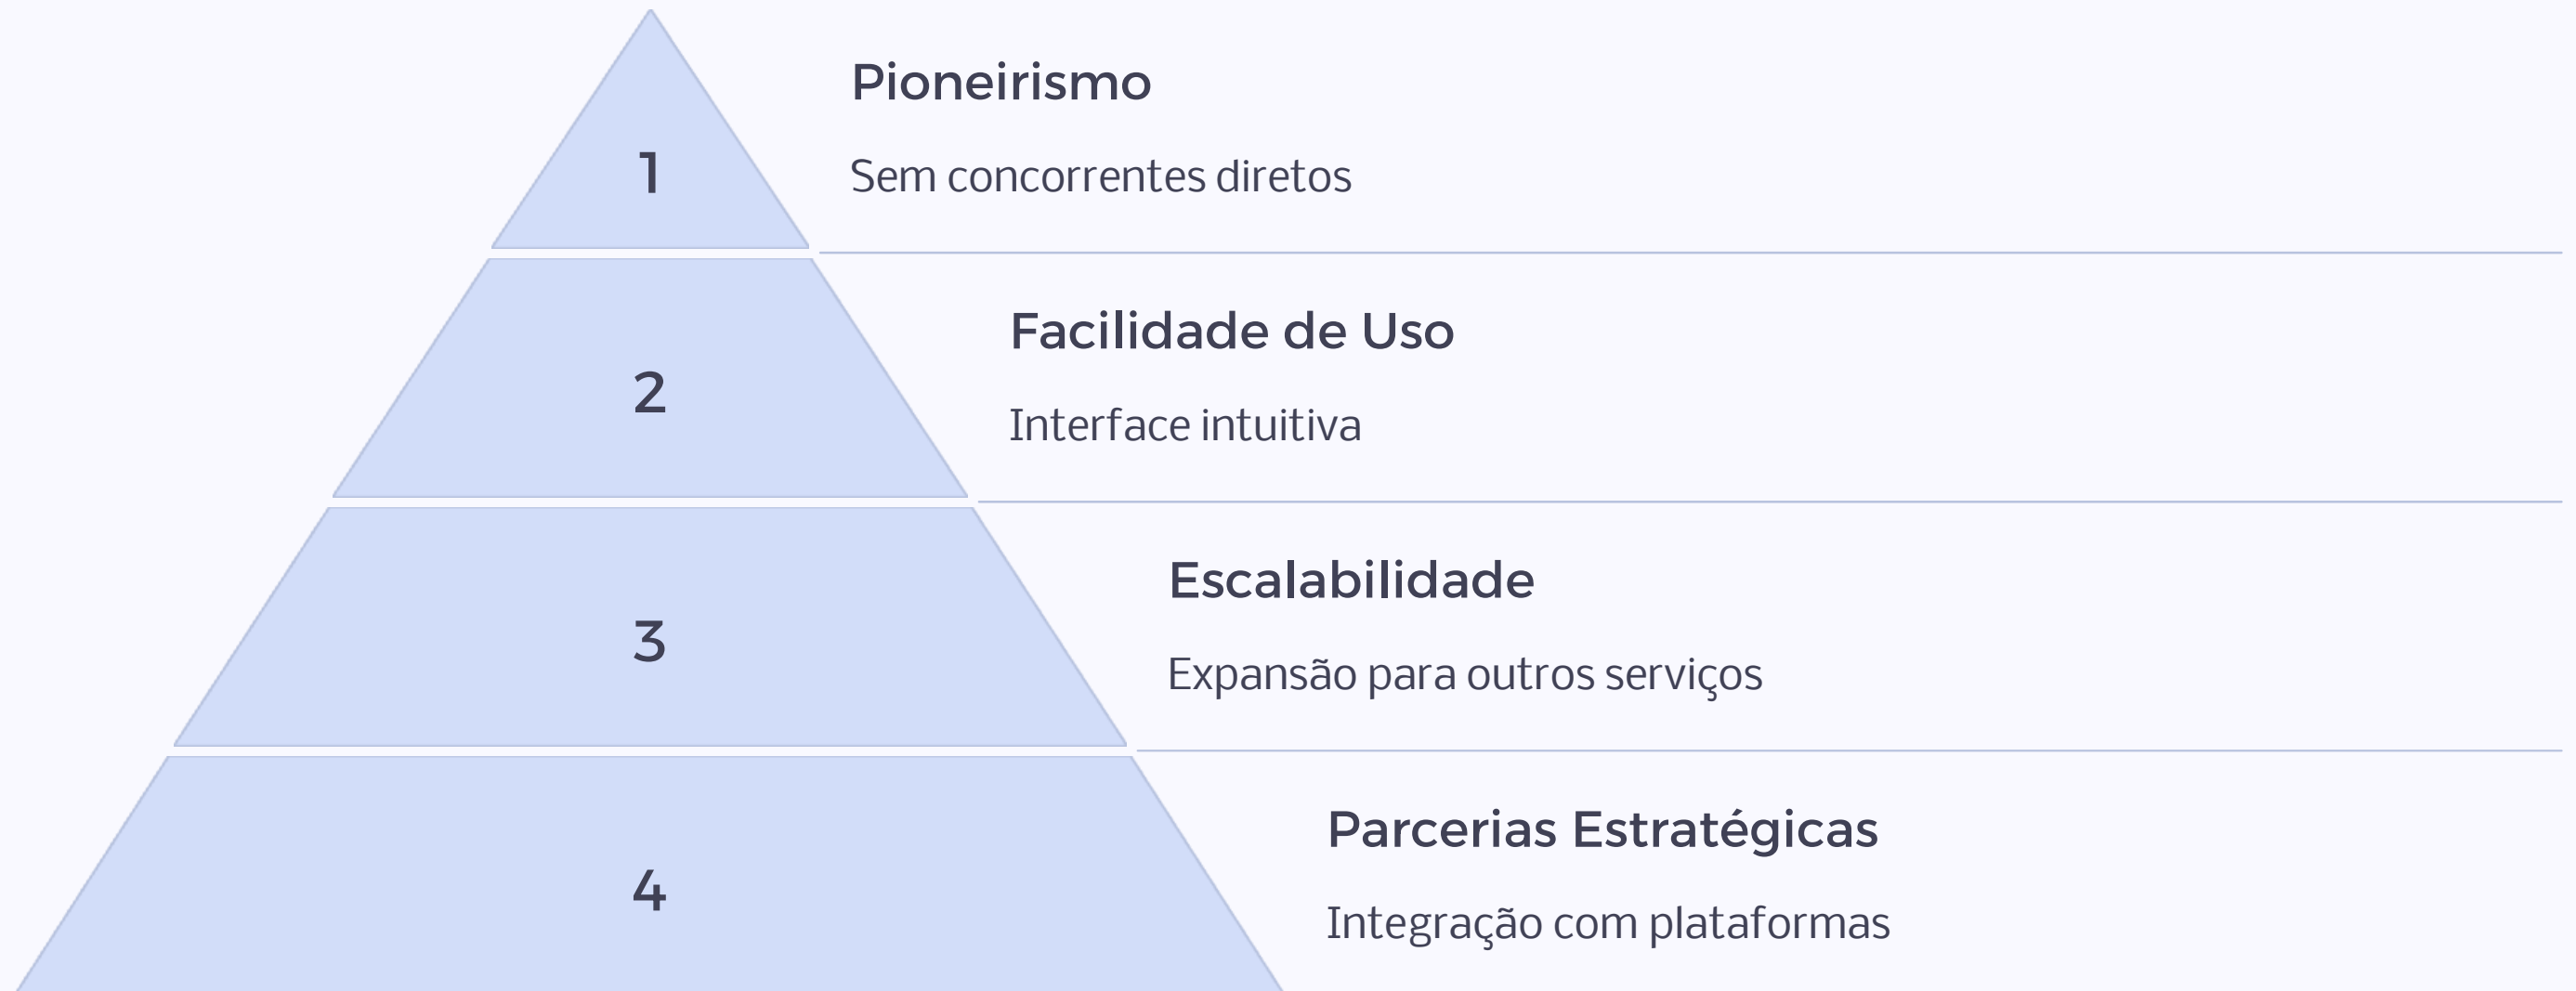 1
Pioneirismo
Sem concorrentes diretos
2
Facilidade de Uso
Interface intuitiva
3
Escalabilidade
Expansão para outros serviços
4
Parcerias Estratégicas
Integração com plataformas